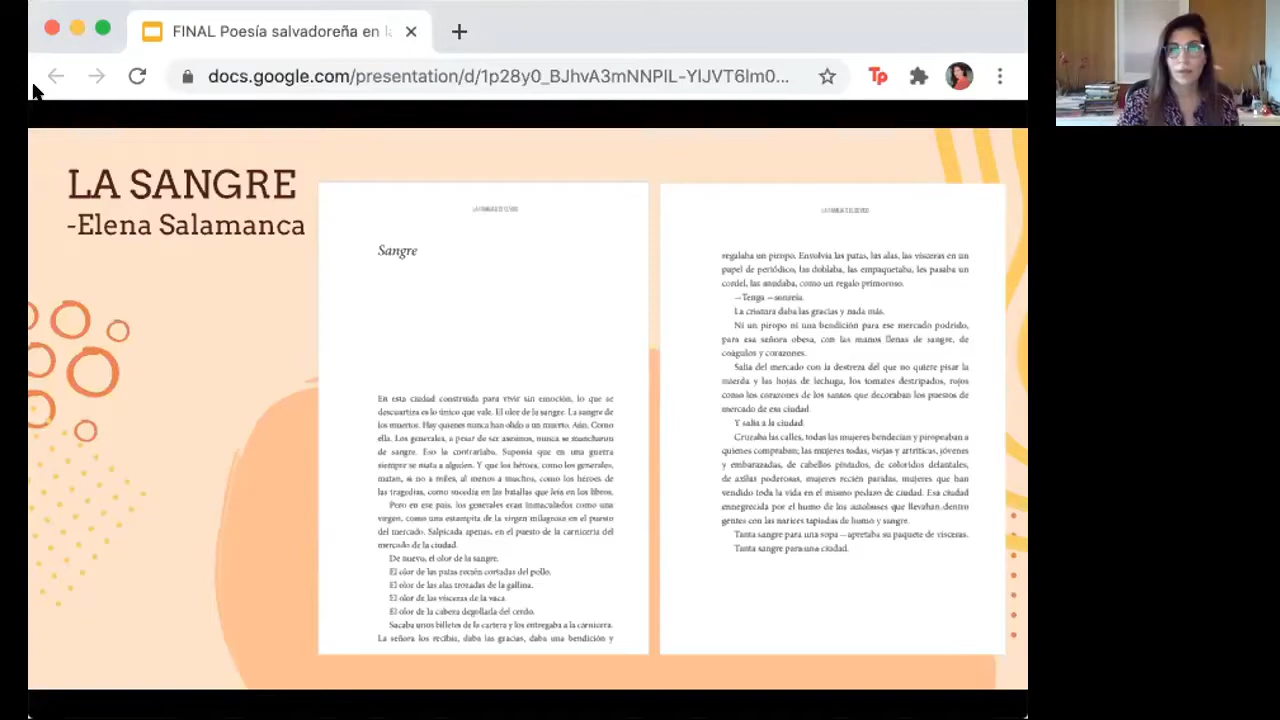 FINAL Poesía salvadoreña en la
docs.google.com/presentation/d/1p28y0_BJhvA3mNNPIL-YlJVT6lm0...
Tp
LA SANGRE
-Elena Salamanca
Sangre
En esta ciudad construida para vivir sin emoción, lo que se
descuartiza es lo único que vale. El olor de la sangre. La sangre de
los muertos. Hay quienes nunca han olido a un muerto. Aún. Como
ella. Los generales, a pesar de ser asesinos, nunca se mancharon
de sangre. Eso la contrariaba. Suponía que en una guerra
siempre se mata a alguien. Y que los héroes, como los generales,
matan, si no a miles, al menos a muchos, como los héroes de
las tragedias, como sucedía en las batallas que leía en los libros.
Pero en ese país, los generales eran inmaculados como una
virgen, como una estampita de la virgen milagrosa en el puesto
del mercado. Salpicada apenas, en el puesto de la carnicería del
mercado de la ciudad.
De nuevo, el olor de la sangre.
El olor de las patas recién cortadas del pollo.
El olor de las alas trozadas de la gallina.
El olor de las vísceras de la vaca.
El olor de la cabeza degollada del cerdo.
Sacaba unos billetes de la cartera y los entregaba a la carnicera.
La señora los recibía, daba las gracias, daba una bendición y
regalaba un piropo. Envolvía las patas, las alas, las vísceras en un
papel de periódico, las doblaba, las empaquetaba, les pasaba un
cordel, las anudaba, como un regalo primoroso.
—Tenga —sonreía.
La criatura daba las gracias y nada más.
Ni un piropo ni una bendición para ese mercado podrido,
para esa señora obesa, con las manos llenas de sangre, de
coágulos y corazones.
Salía del mercado con la destreza del que no quiere pisar la
mierda y las hojas de lechuga, los tomates destripados, rojos
como los corazones de los santos que decoraban los puestos de
mercado de esa ciudad.
Y salía a la ciudad.
Cruzaba las calles, todas las mujeres bendecían y piropeaban a
quienes compraban; las mujeres todas, viejas y artríticas, jóvenes
y embarazadas, de cabellos pintados, de coloridos delantales,
de axilas poderosas, mujeres recién paridas, mujeres que han
vendido toda la vida en el mismo pedazo de ciudad. Esa ciudad
ennegrecida por el humo de los autobuses que llevaban dentro
gentes con las narices tapiadas de humo y sangre.
Tanta sangre para una sopa —apretaba su paquete de vísceras.
Tanta sangre para una ciudad.